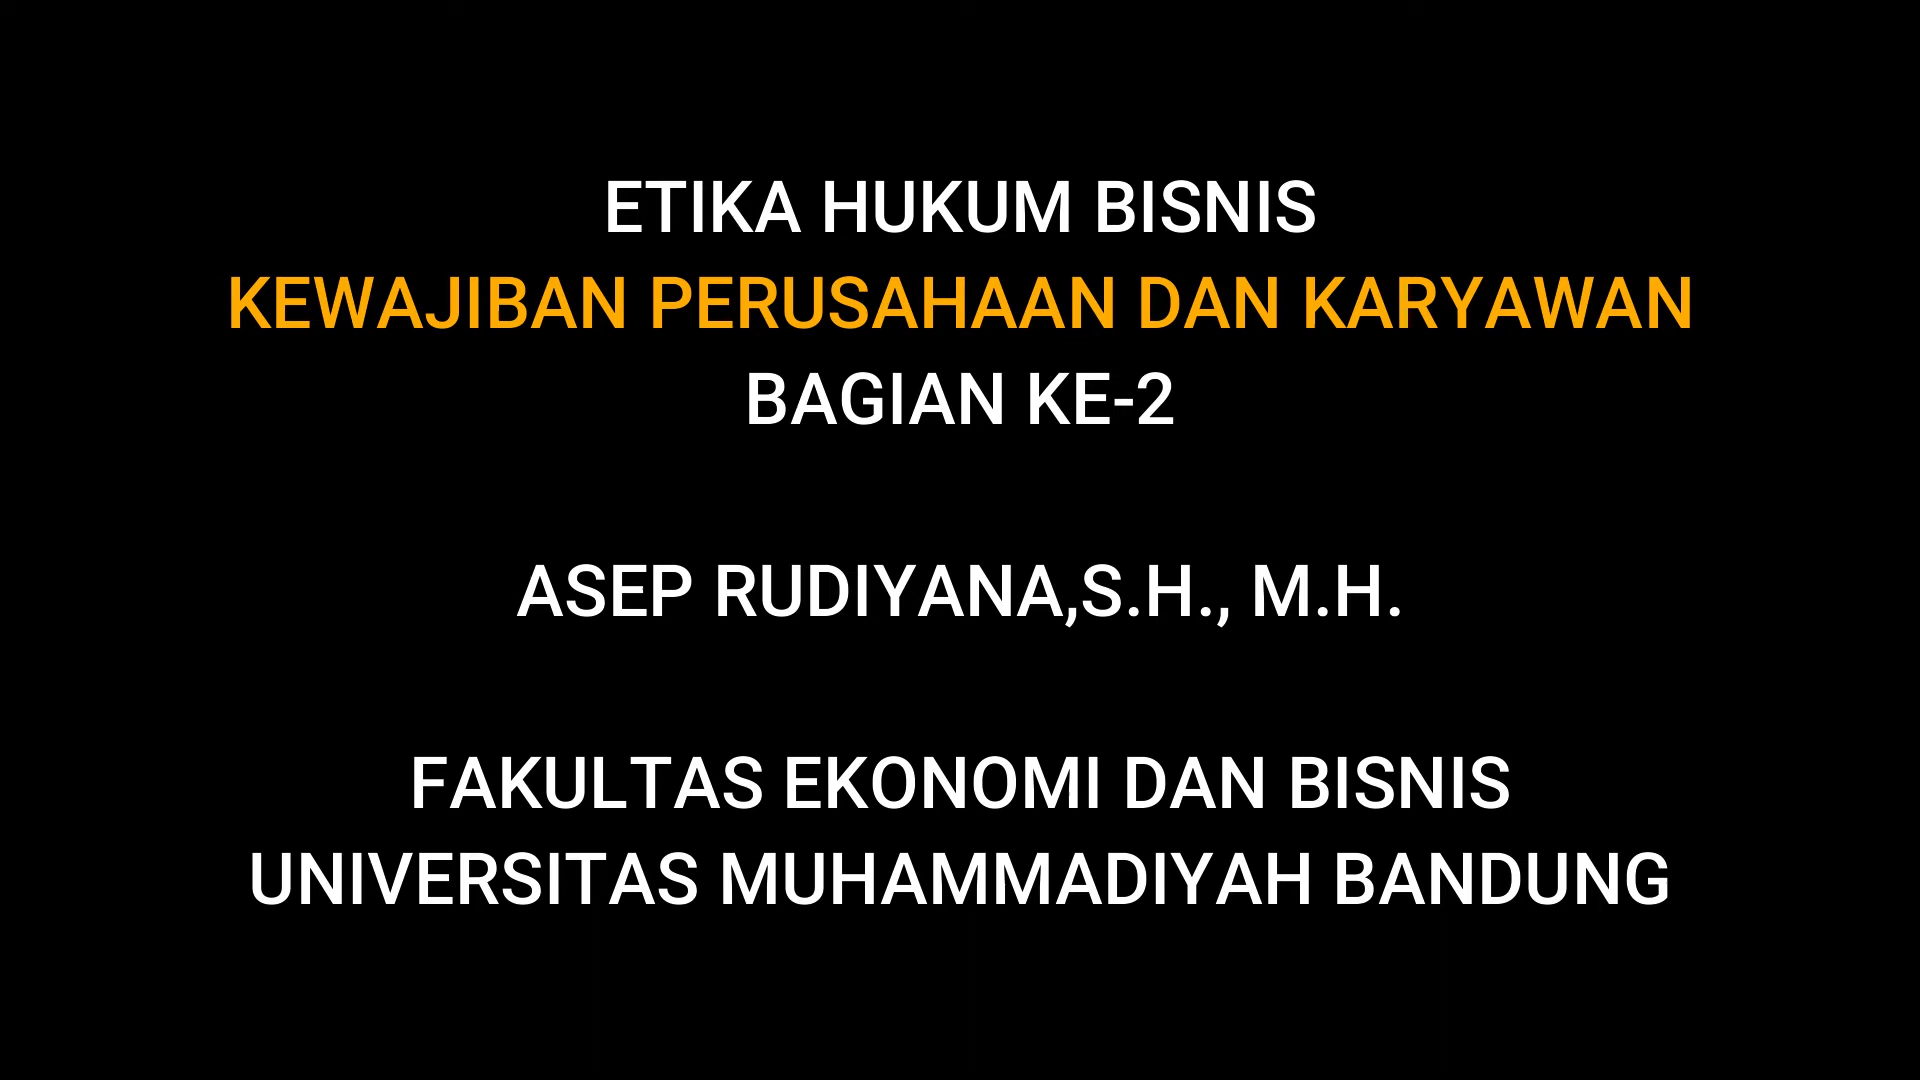 ETIKA HUKUM BISNIS
KEWAJIBAN PERUSAHAAN DAN KARYAWAN
BAGIAN KE-2
ASEP RUDIYANA,S.H., M.H.
FAKULTAS EKONOMI DAN BISNIS
UNIVERSITAS MUHAMMADIYAH BANDUNG